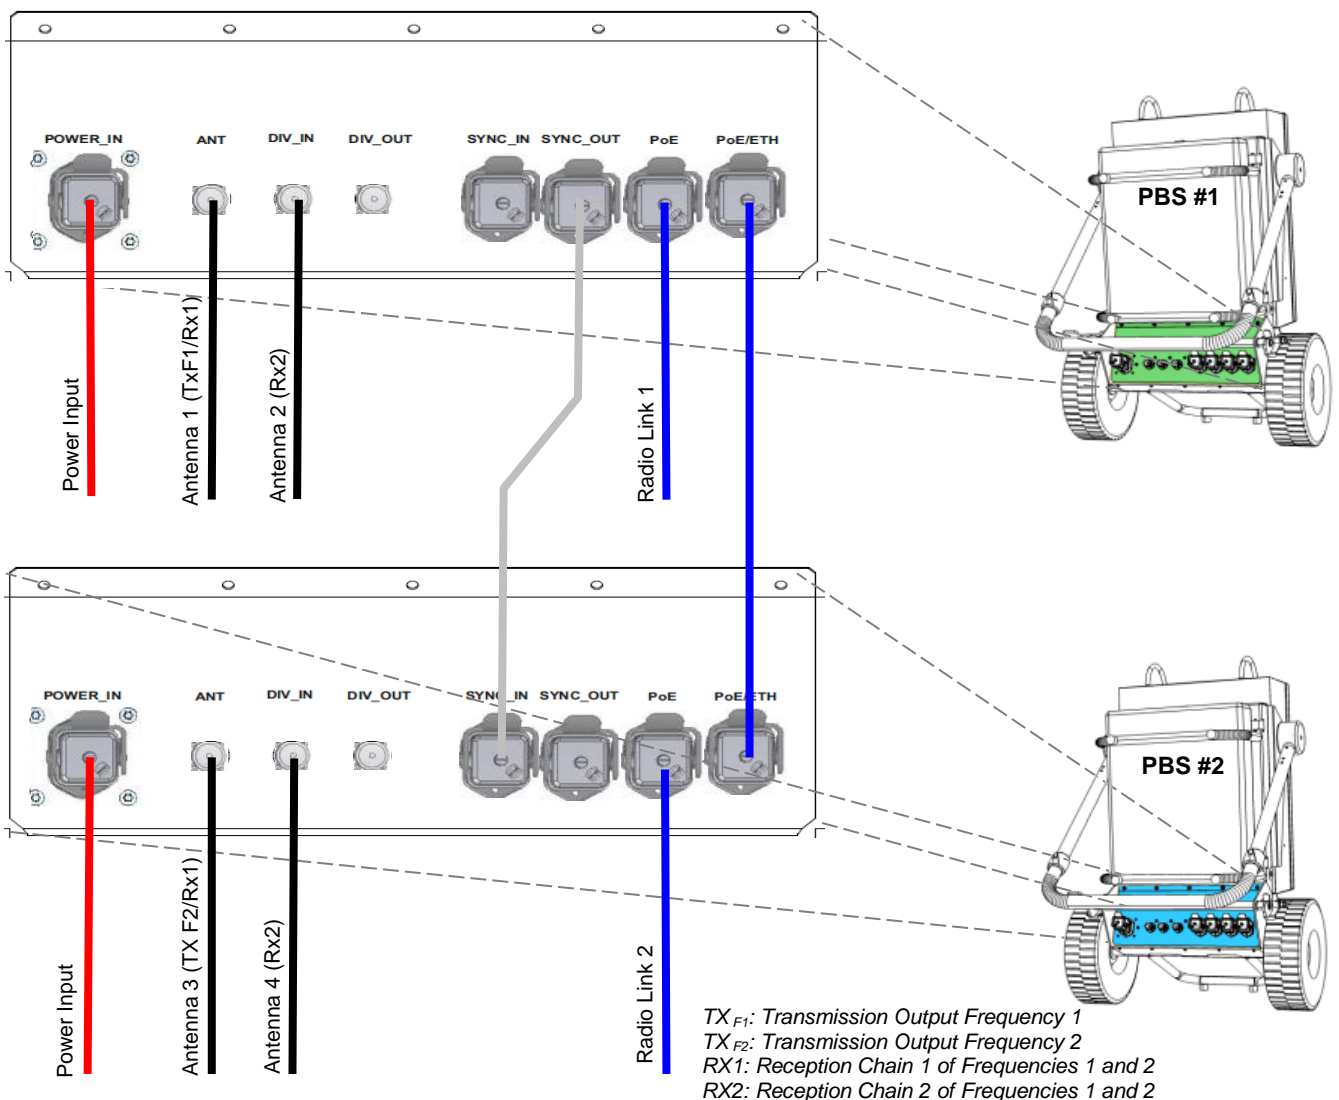 POWER_IN ANT DIV_IN DIV_OUT SYNC_IN SYNC_OUT PoE PoE/ETH
PBS #1
Power Input
Antenna 1 (TxF1/Rx1)
Antenna 2 (Rx2)
Radio Link 1
POWER_IN ANT DIV_IN DIV_OUT SYNC_IN SYNC_OUT PoE PoE/ETH
PBS #2
Power Input
Antenna 3 (TX F2/Rx1)
Antenna 4 (Rx2)
Radio Link 2
TX F1: Transmission Output Frequency 1
TX F2: Transmission Output Frequency 2
RX1: Reception Chain 1 of Frequencies 1 and 2
RX2: Reception Chain 2 of Frequencies 1 and 2